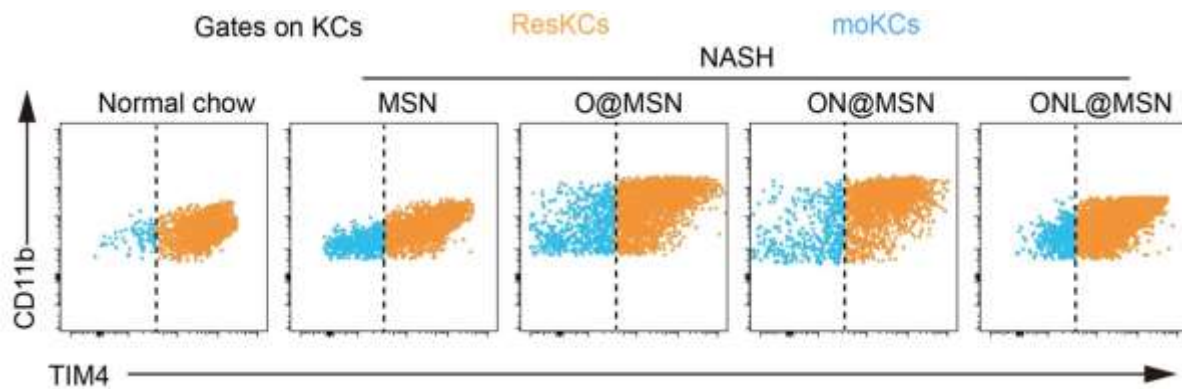 Gates on KCs ResKCs moKCs
NASH
Normal chow MSN O@MSN ON@MSN ONL@MSN
CD11b
TIM4